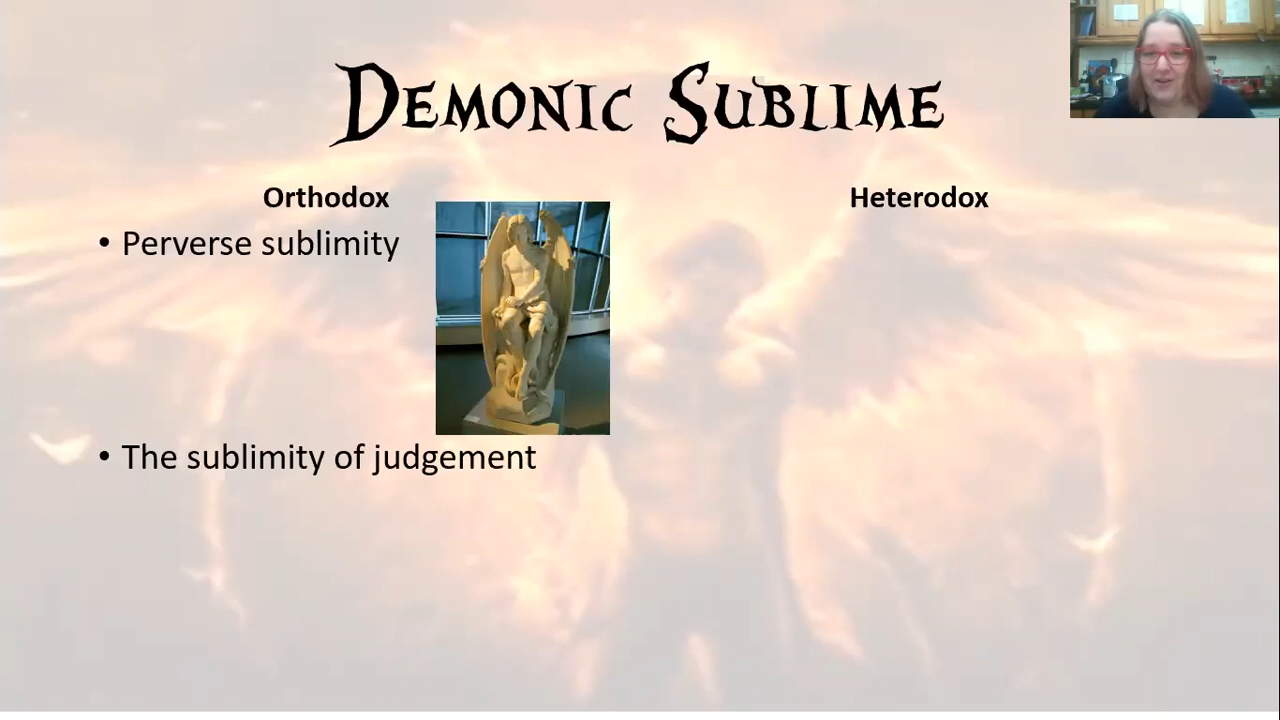 Demonic Sublime
Orthodox
• Perverse sublimity
• The sublimity of judgement
Heterodox